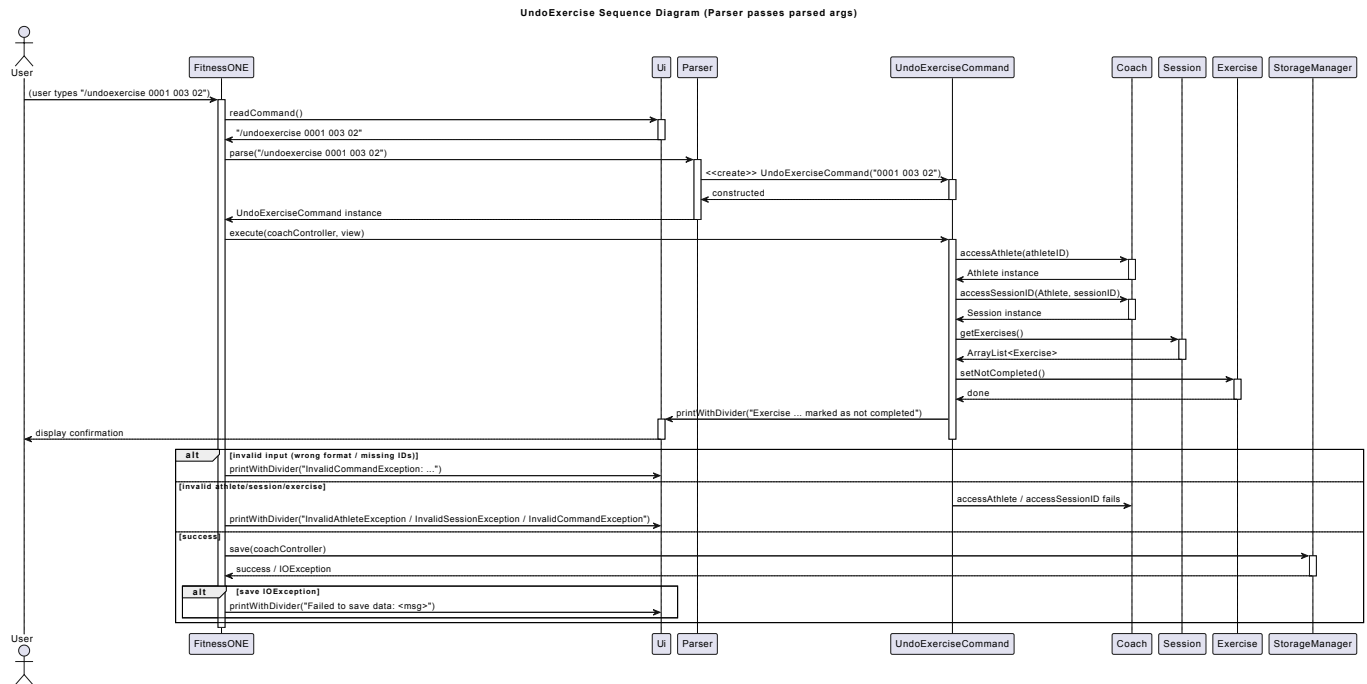 UndoExercise Sequence Diagram (Parser passes parsed args)
User
FitnessONE
Ui
Parser
UndoExerciseCommand
Coach
Session
Exercise
StorageManager
(user types "/undoexercise 0001 003 02")
readCommand()
"/undoexercise 0001 003 02"
parse("/undoexercise 0001 003 02")
<<create>> UndoExerciseCommand("0001 003 02")
constructed
UndoExerciseCommand instance
execute(coachController, view)
accessAthlete(athleteID)
Athlete instance
accessSessionID(Athlete, sessionID)
Session instance
getExercises()
ArrayList<Exercise>
setNotCompleted()
done
printWithDivider("Exercise ... marked as not completed")
display confirmation
alt [invalid input (wrong format / missing IDs)]
printWithDivider("InvalidCommandException: ...")
[invalid athlete/session/exercise]
accessAthlete / accessSessionID fails
printWithDivider("InvalidAthleteException / InvalidSessionException / InvalidCommandException")
[success]
save(coachController)
success / IOException
alt [save IOException]
printWithDivider("Failed to save data: <msg>")
User
FitnessONE
Ui
Parser
UndoExerciseCommand
Coach
Session
Exercise
StorageManager